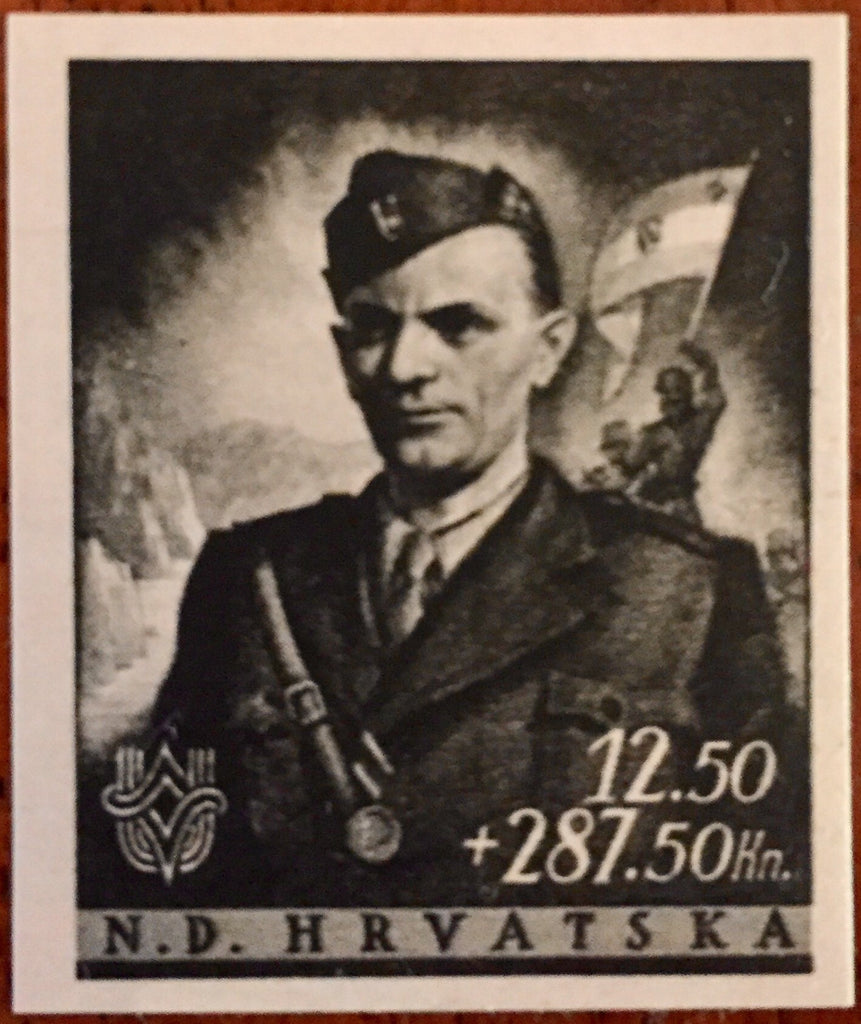 12.50
+287.50Kn.
N.D. HRVATSKA